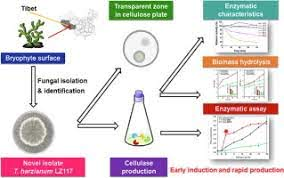 Tibet
Bryophyte surface
Fungal isolation
& identification
Novel isolate
T. harzianum LZ117
Transparent zone
in cellulose plate
Cellulase
production
Enzymatic
characteristics
Biomass hydrolysis
Enzymatic assay
Early induction and rapid production